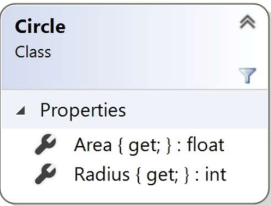 Circle
Class
Properties
Area { get; } : float
Radius { get; } : int